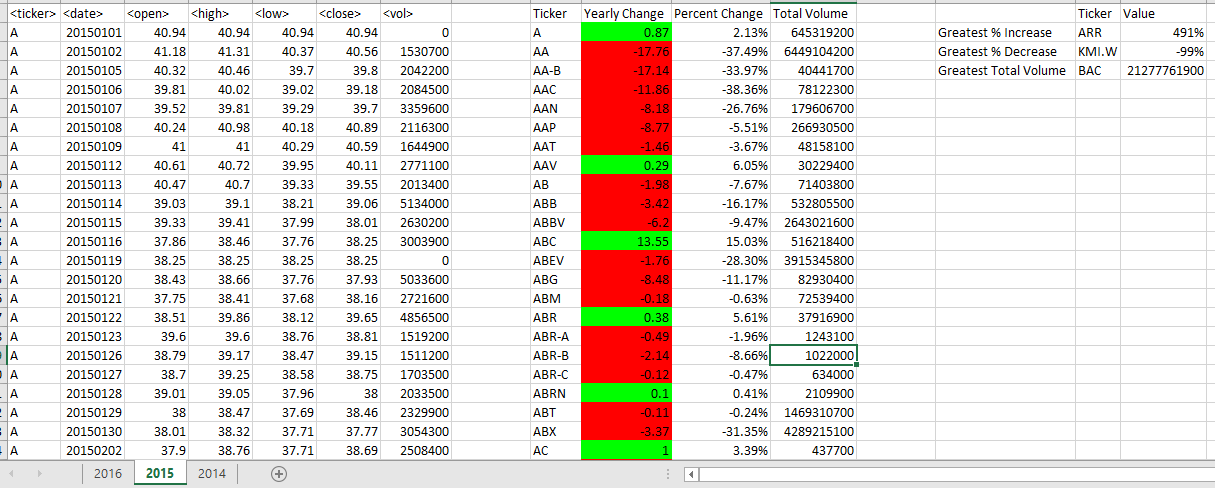 <ticker> <date> <open> <high> <low> <close> <vol> Ticker Yearly Change Percent Change Total Volume Ticker Value
A 20150101 40.94 40.94 40.94 40.94 0 A 0.87 2.13% 645319200 Greatest % Increase ARR 491%
A 20150102 41.18 41.31 40.37 40.56 1530700 AA -17.76 -37.49% 6449104200 Greatest % Decrease KMI.W -99%
A 20150105 40.32 40.46 39.7 39.8 2042200 AA-B -17.14 -33.97% 40441700 Greatest Total Volume BAC 21277761900
A 20150106 39.81 40.02 39.02 39.18 2084500 AAC -11.86 -38.36% 78122300
A 20150107 39.52 39.81 39.29 39.7 3359600 AAN -8.18 -26.76% 179606700
A 20150108 40.24 40.98 40.18 40.89 2116300 AAP -8.77 -5.51% 266930500
A 20150109 41 41 40.29 40.59 1644900 AAT -1.46 -3.67% 48158100
A 20150112 40.61 40.72 39.95 40.11 2771100 AAV 0.29 6.05% 30229400
A 20150113 40.47 40.7 39.33 39.55 2013400 AB -1.98 -7.67% 71403800
A 20150114 39.03 39.1 38.21 39.06 5134000 ABB -3.42 -16.17% 532805500
A 20150115 39.33 39.41 37.99 38.01 2630200 ABBV -6.2 -9.47% 2643021600
A 20150116 37.86 38.46 37.76 38.25 3003900 ABC 13.55 15.03% 516218400
A 20150119 38.25 38.25 38.25 38.25 0 ABEV -1.76 -28.30% 3915345800
A 20150120 38.43 38.66 37.76 37.93 5033600 ABG -8.48 -11.17% 82930400
A 20150121 37.75 38.41 37.68 38.16 2721600 ABM -0.18 -0.63% 72539400
A 20150122 38.51 39.86 38.12 39.65 4856500 ABR 0.38 5.61% 37916900
A 20150123 39.6 39.6 38.76 38.81 1519200 ABR-A -0.49 -1.96% 1243100
A 20150126 38.79 39.17 38.47 39.15 1511200 ABR-B -2.14 -8.66% 1022000
A 20150127 38.7 39.25 38.58 38.75 1703500 ABR-C -0.12 -0.47% 634000
A 20150128 39.01 39.05 37.96 38 2033500 ABRN 0.1 0.41% 2109900
A 20150129 38 38.47 37.69 38.46 2329900 ABT -0.11 -0.24% 1469310700
A 20150130 38.01 38.32 37.71 37.77 3054300 ABX -3.37 -31.35% 4289215100
A 20150202 37.9 38.76 37.71 38.69 2508400 AC 1 3.39% 437700
2016 2015 2014